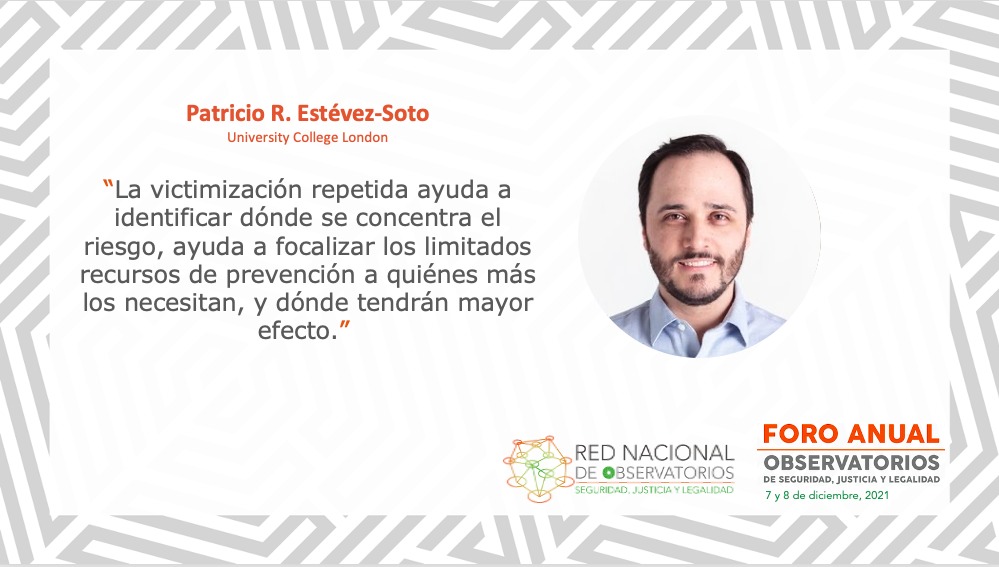 Patricio R. Estévez-Soto
University College London
“La victimización repetida ayuda a
identificar dónde se concentra el
riesgo, ayuda a focalizar los limitados
recursos de prevención a quiénes más
los necesitan, y dónde tendrán mayor
efecto.”
RED NACIONAL
DE OBSERVATORIOS
SEGURIDAD, JUSTICIA Y LEGALIDAD
FORO ANUAL
OBSERVATORIOS
DE SEGURIDAD, JUSTICIA Y LEGALIDAD
7 y 8 de diciembre, 2021